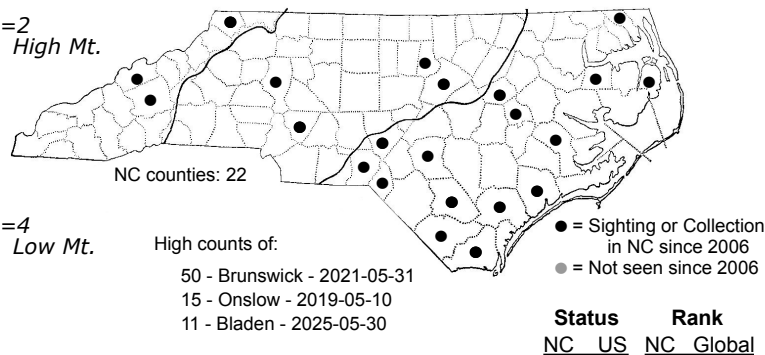 =2
High Mt.
NC counties: 22
=4
Low Mt.
High counts of:
50 - Brunswick - 2021-05-31
15 - Onslow - 2019-05-10
11 - Bladen - 2025-05-30
● = Sighting or Collection
in NC since 2006
● = Not seen since 2006
Status Rank
NC US NC Global